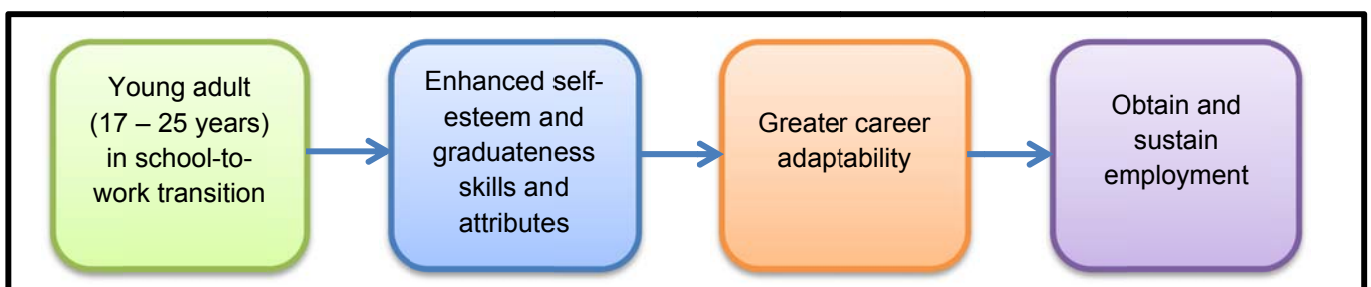 Young adult
(17 – 25 years)
in school-to-
work transition
Enhanced self-
esteem and
graduateness
skills and
attributes
Greater career
adaptability
Obtain and
sustain
employment